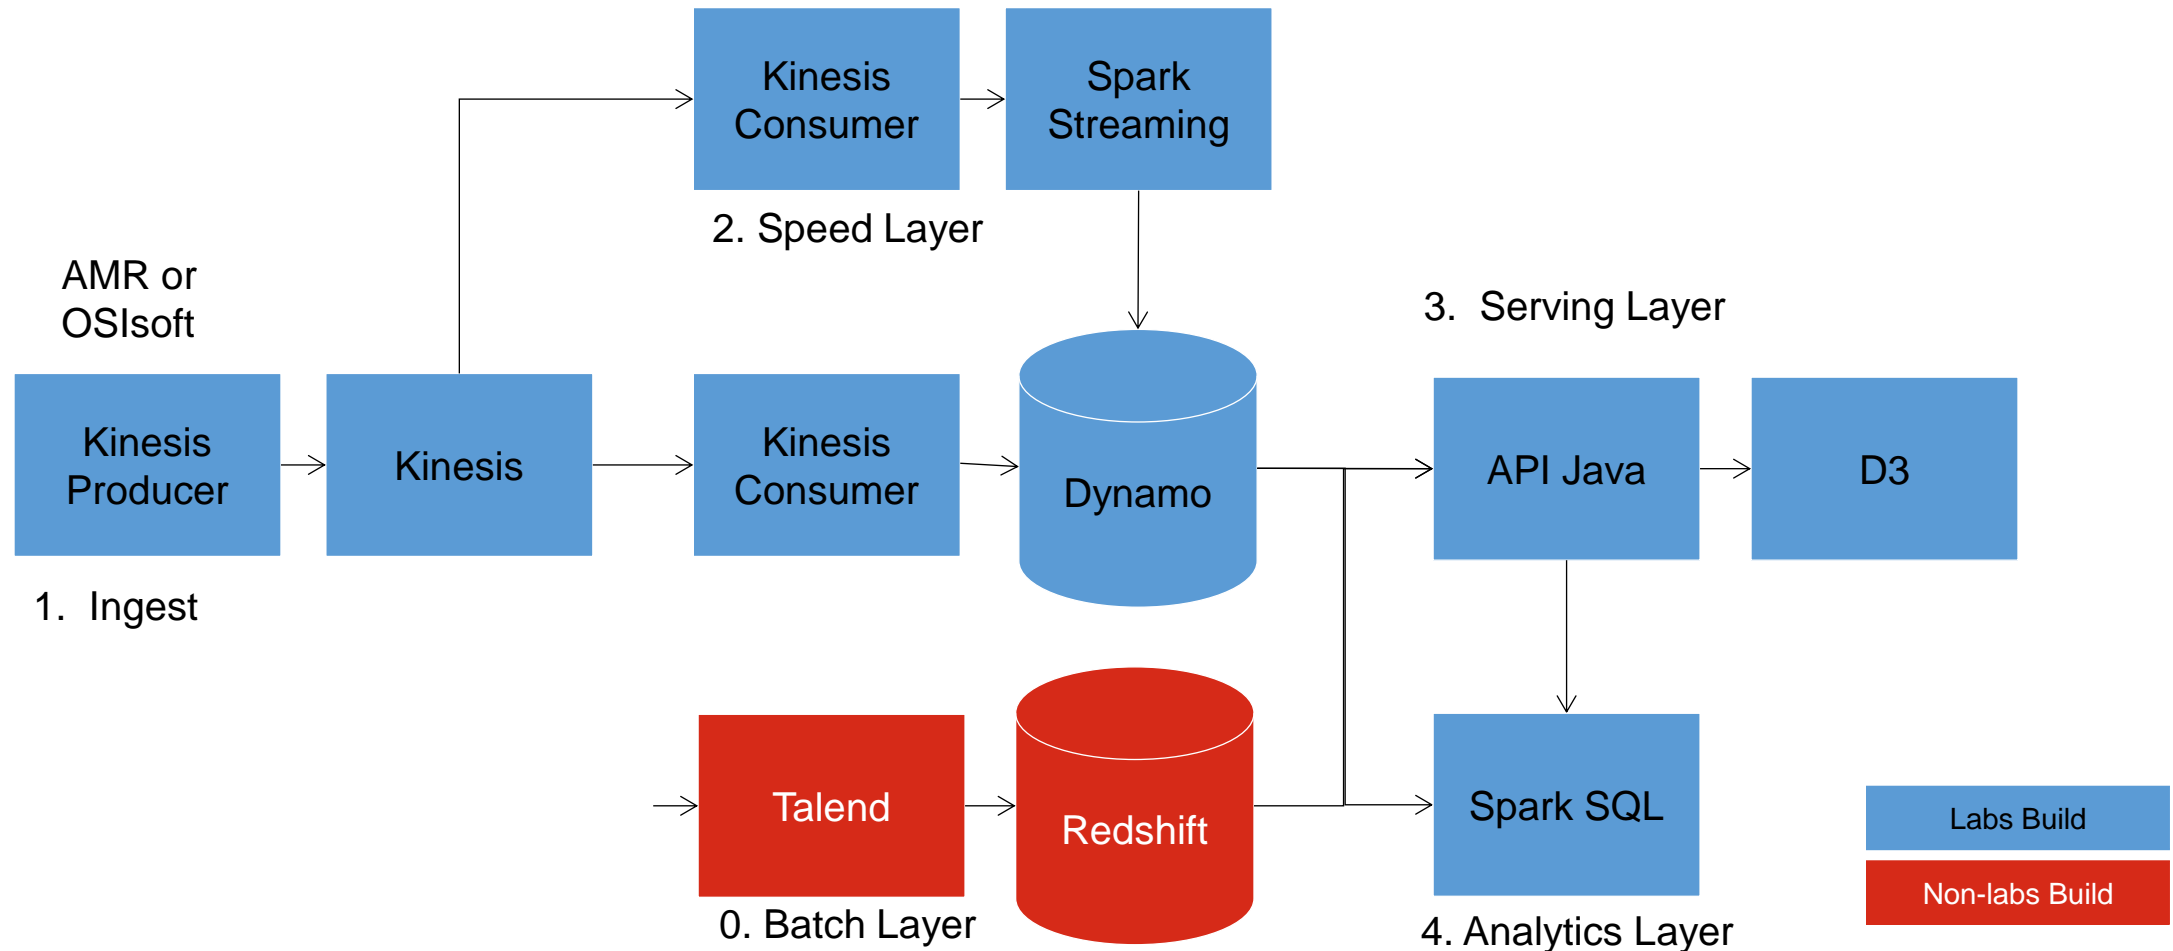 Kinesis
Consumer
Spark
Streaming
2. Speed Layer
AMR or
OSIsoft
3. Serving Layer
Kinesis
Producer
Kinesis
Kinesis
Consumer
Dynamo
API Java
D3
1. Ingest
Talend
Redshift
Spark SQL
Labs Build
Non-labs Build
0. Batch Layer
4. Analytics Layer